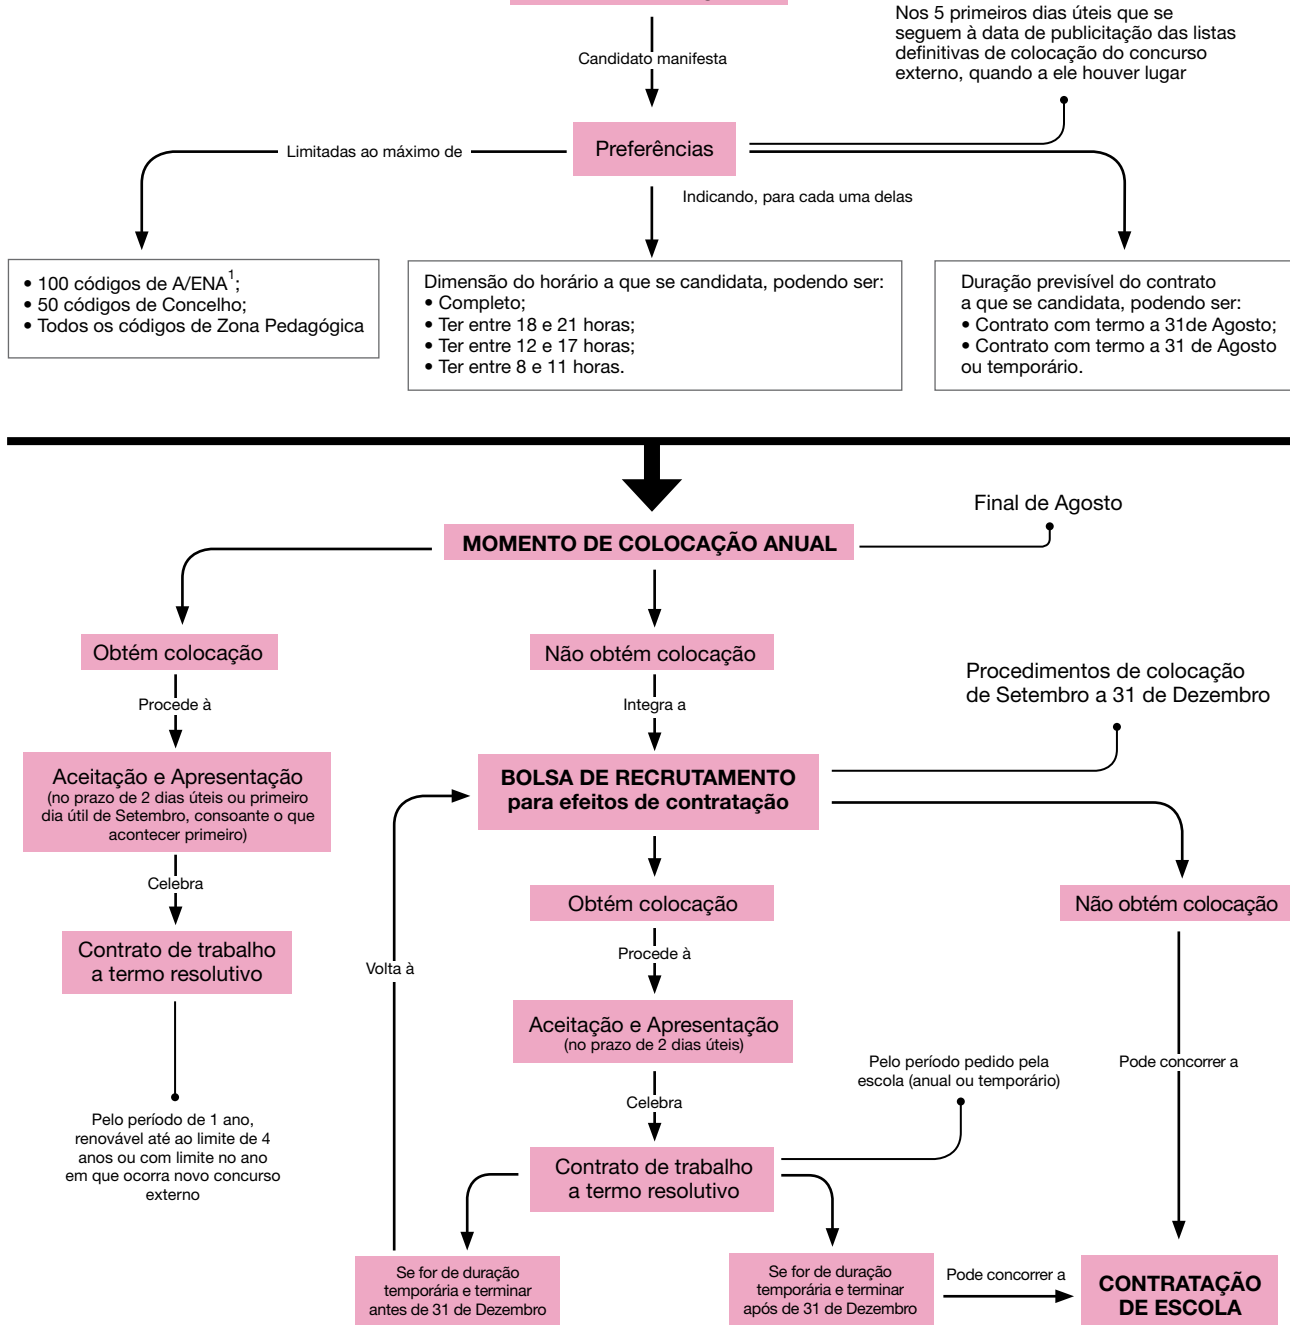 Nos 5 primeiros dias úteis que se
seguem à data de publicitação das listas
definitivas de colocação do concurso
externo, quando a ele houver lugar
Candidato manifesta
Preferências
Limitadas ao máximo de
Indicando, para cada uma delas
• 100 códigos de A/ENA1;
• 50 códigos de Concelho;
• Todos os códigos de Zona Pedagógica
Dimensão do horário a que se candidata, podendo ser:
• Completo;
• Ter entre 18 e 21 horas;
• Ter entre 12 e 17 horas;
• Ter entre 8 e 11 horas.
Duração previsível do contrato
a que se candidata, podendo ser:
• Contrato com termo a 31de Agosto;
• Contrato com termo a 31 de Agosto
ou temporário.
Final de Agosto
MOMENTO DE COLOCAÇÃO ANUAL
Obtém colocação
Não obtém colocação
Procedimentos de colocação
de Setembro a 31 de Dezembro
Procede à
Integra a
Aceitação e Apresentação
(no prazo de 2 dias úteis ou primeiro
dia útil de Setembro, consoante o que
acontecer primeiro)
BOLSA DE RECRUTAMENTO
para efeitos de contratação
Celebra
Obtém colocação
Não obtém colocação
Contrato de trabalho
a termo resolutivo
Volta à
Procede à
Aceitação e Apresentação
(no prazo de 2 dias úteis)
Pelo período pedido pela
escola (anual ou temporário)
Pode concorrer a
Celebra
Pelo período de 1 ano,
renovável até ao limite de 4
anos ou com limite no ano
em que ocorra novo concurso
externo
Contrato de trabalho
a termo resolutivo
Se for de duração
temporária e terminar
antes de 31 de Dezembro
Se for de duração
temporária e terminar
após de 31 de Dezembro
Pode concorrer a
CONTRATAÇÃO
DE ESCOLA